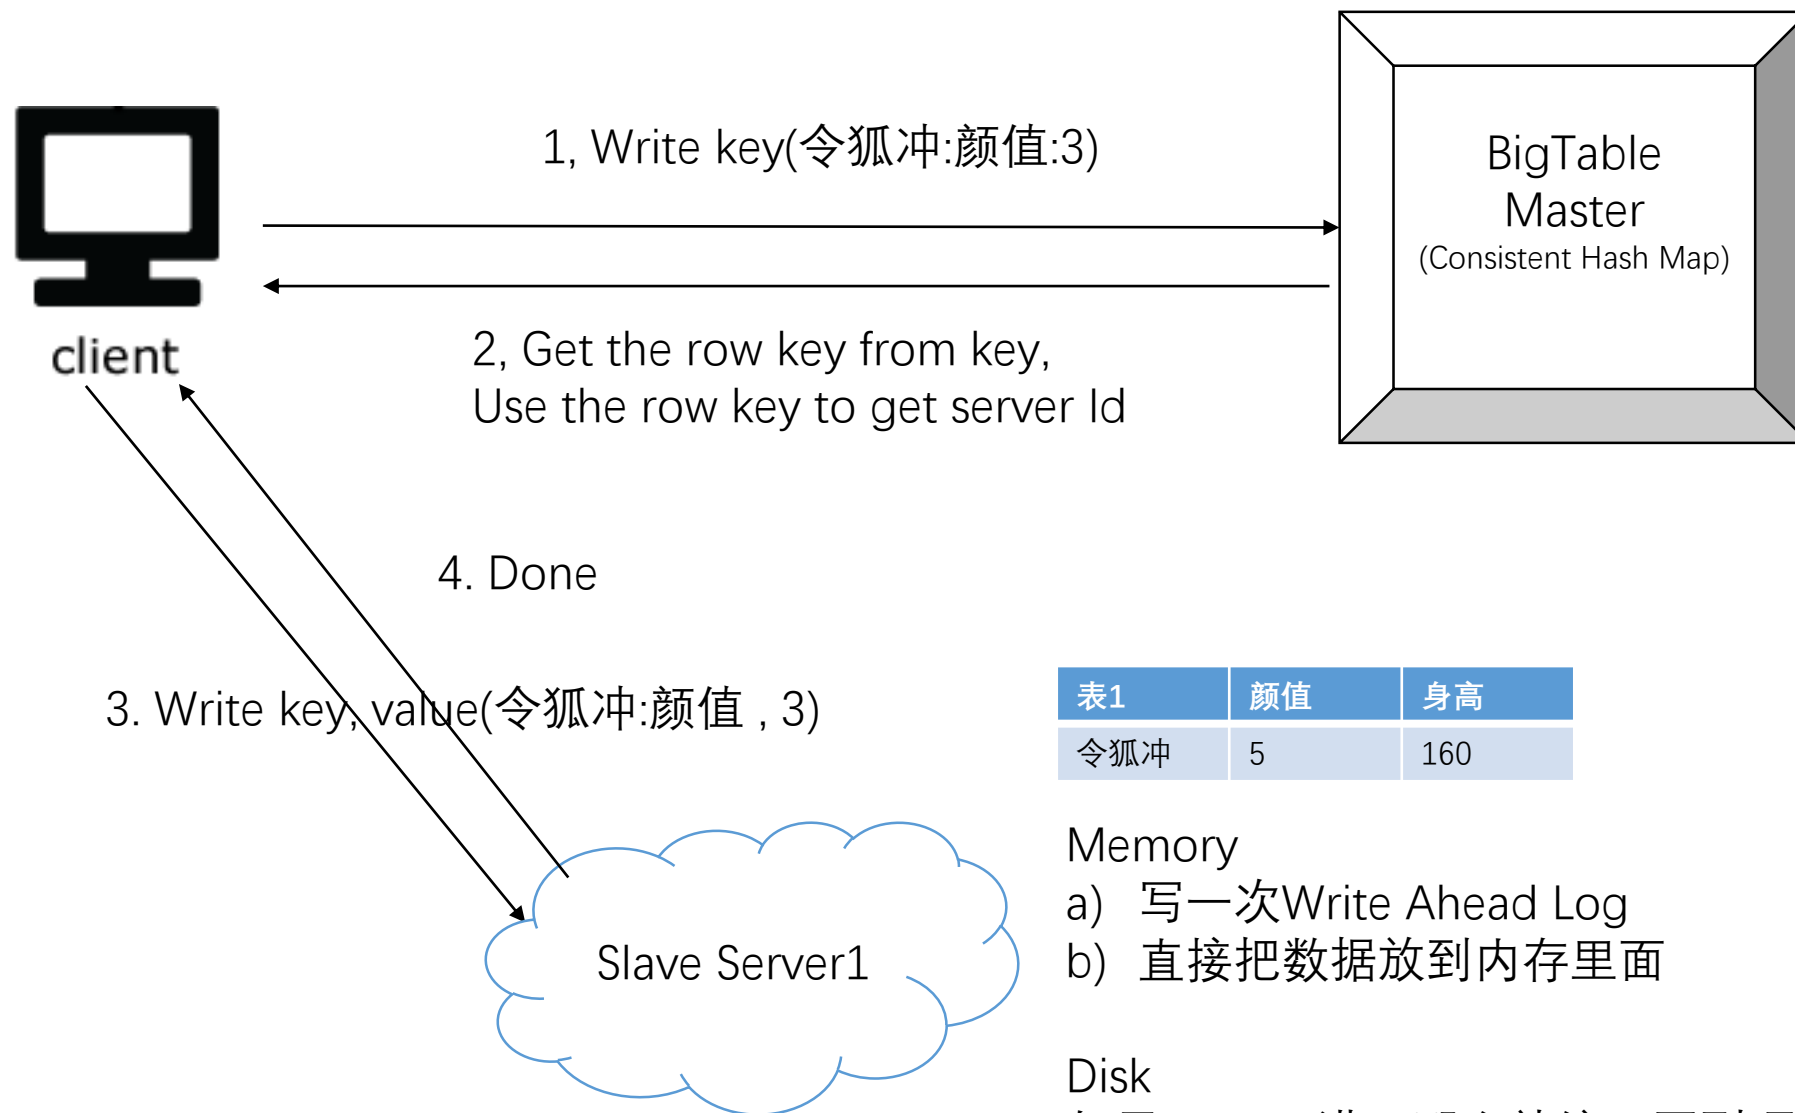 1, Write key(令狐冲:颜值:3)
BigTable
Master
(Consistent Hash Map)
client
2, Get the row key from key,
Use the row key to get server Id
4. Done
3. Write key, value(令狐冲:颜值 , 3)
表1 颜值 身高
令狐冲 5 160
Slave Server1
Memory
a) 写一次Write Ahead Log
b) 直接把数据放到内存里面
Disk